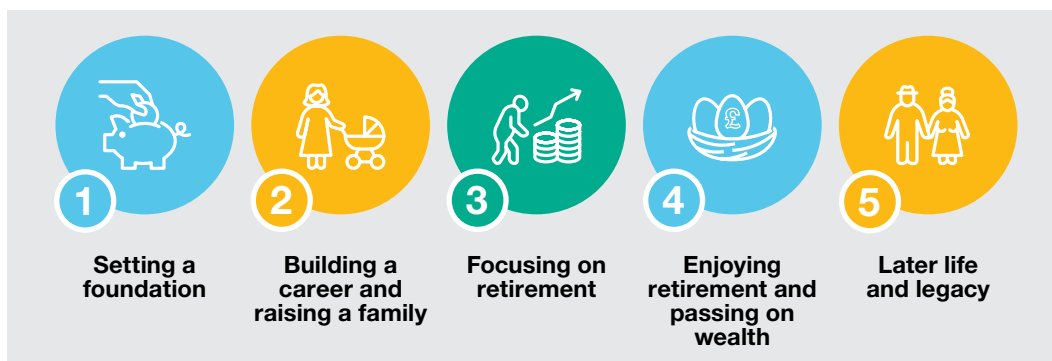 1
Setting a
foundation
2
Building a
career and
raising a family
3
Focusing on
retirement
£
4
Enjoying
retirement and
passing on
wealth
5
Later life
and legacy